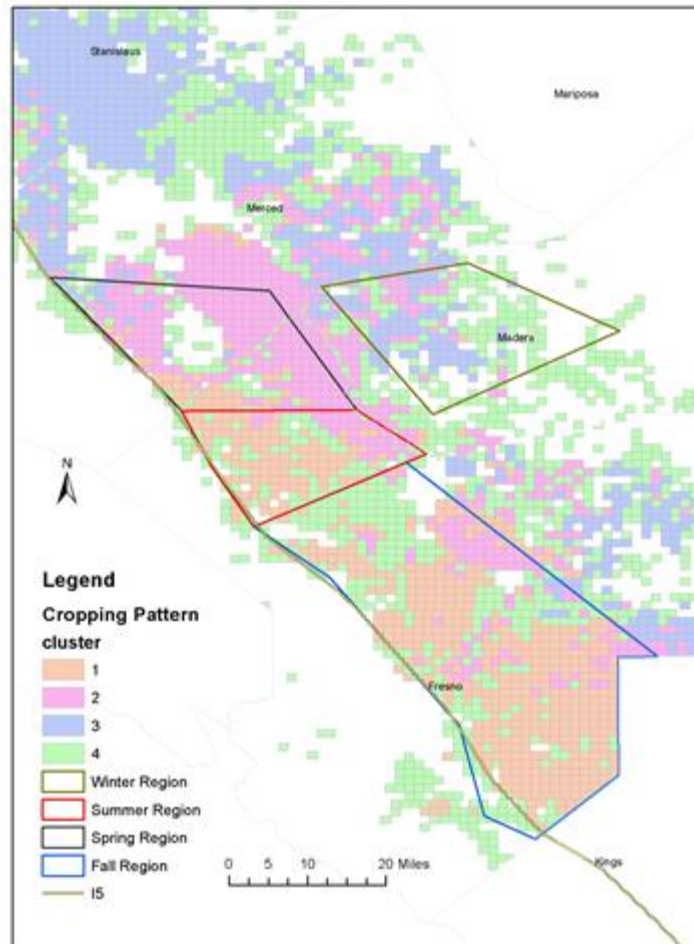 Stanislaus
Mariposa
Merced
Madera
N
Legend
Cropping Pattern
cluster
1
2
3
4
Winter Region
Summer Region
Spring Region
Fall Region
I5
Fresno
0 5 10 20 Miles
Kings